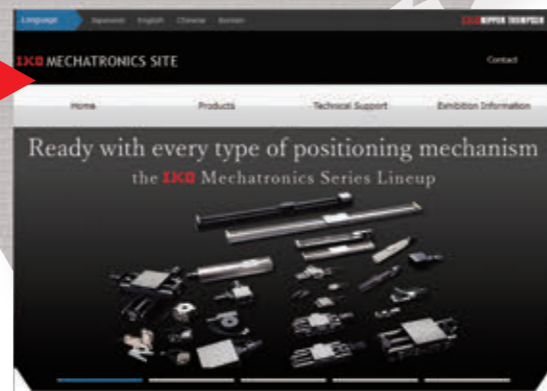 Language Japanese English Chinese Korean IKO NIPPON THOMPSON
IKO MECHATRONICS SITE Contact
Home Products Technical Support Exhibition Information
Ready with every type of positioning mechanism
the IKO Mechatronics Series Lineup